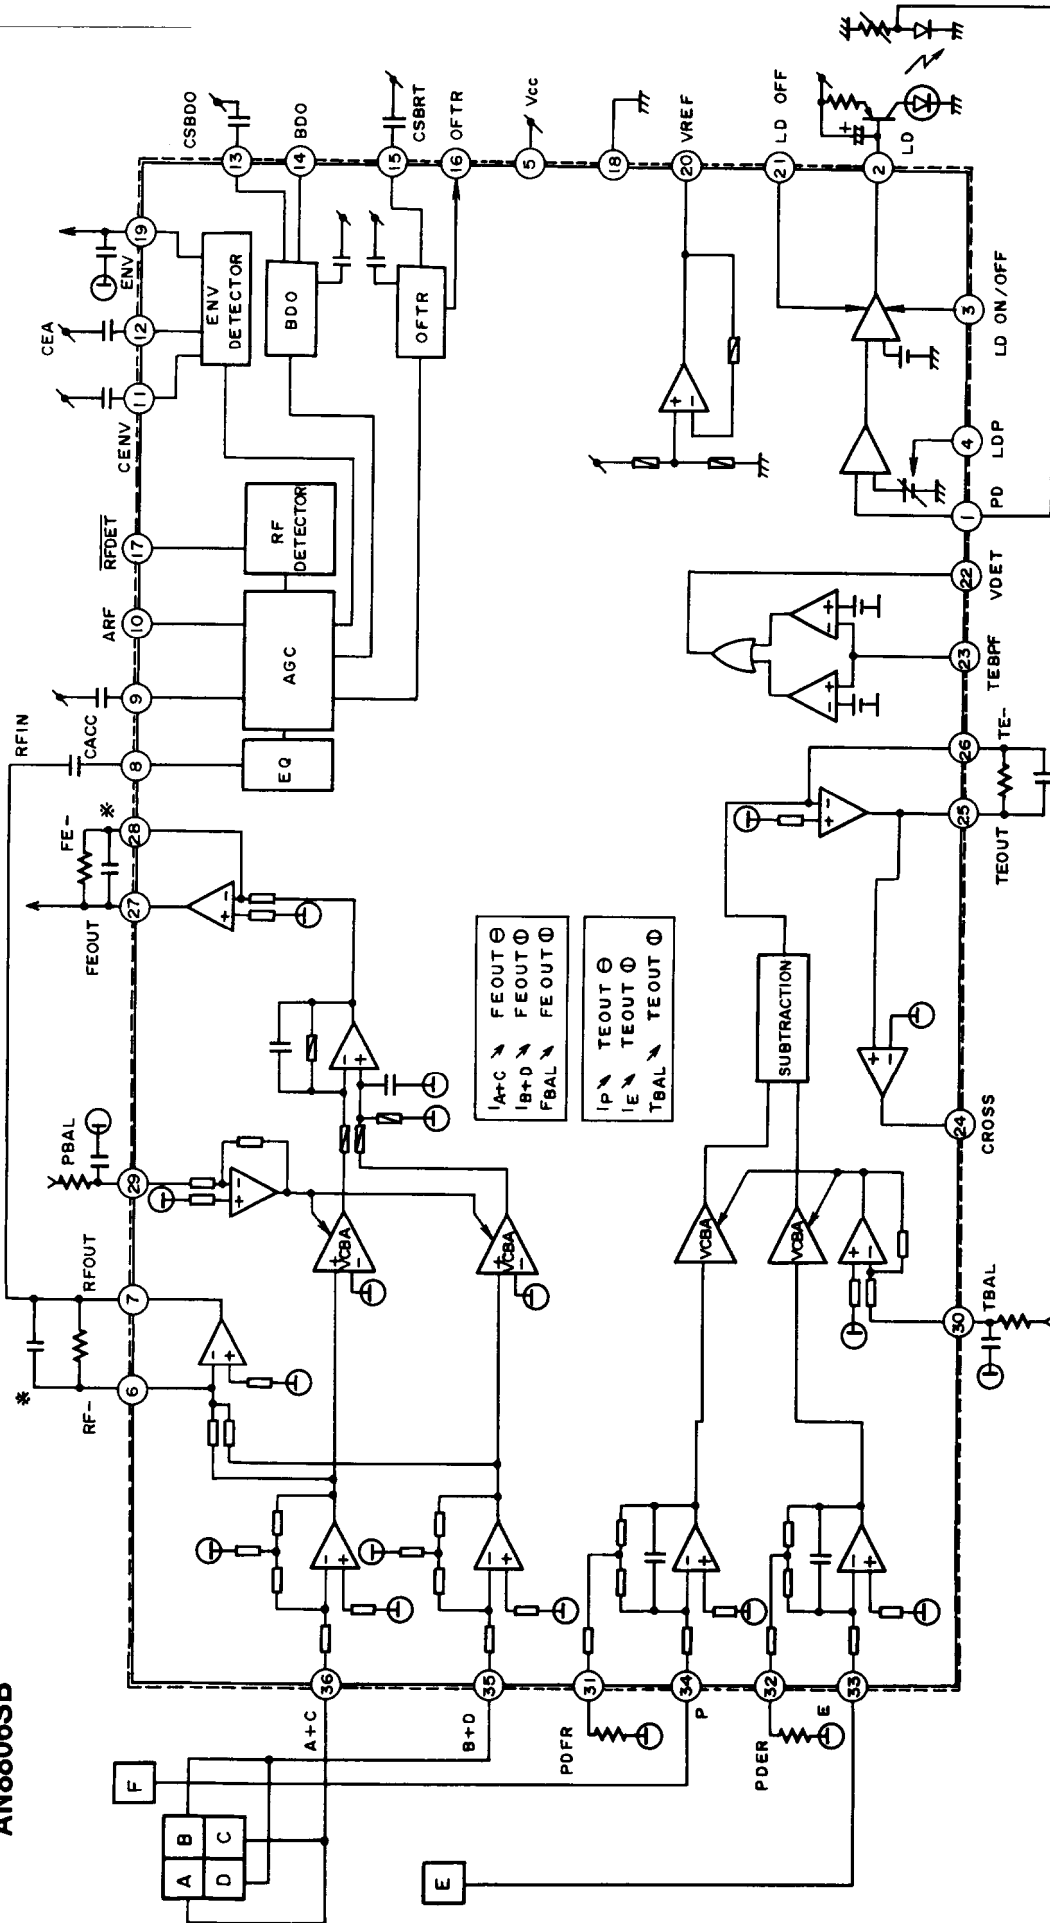 AN8806SB
F
A B
D C
E
A+C
B+D
PDFR
P
PDER
E
36
35
31
34
32
33
RF-
*
6
RFOUT
7
PBAL
29
FEOUT
27
FE-
*
28
RFIN
8
CACC
9
ARF
10
RFDET
17
CENV
11
CEA
12
ENV
19
CSBDO
13
BDO
14
CSBRT
15
OFTR
16
5
Vcc
18
20
VREF
21
LD OFF
2
LD
EQ
AGC
RF
DETECTOR
ENV
DETECTOR
BDO
OFTR
VCBA
VCBA
VCBA
VCBA
IA+C ↗ FEOUT ⊖
IB+D ↗ FEOUT ⊕
FBAL ↗ FEOUT ⊕
IP ↗ TEOUT ⊖
IE ↗ TEOUT ⊕
TBAL ↗ TEOUT ⊕
SUBTRACTION
30
TBAL
24
CROSS
25
TEOUT
26
TE-
23
TEBPF
22
VDET
1
PD
4
LDP
3
LD ON/OFF